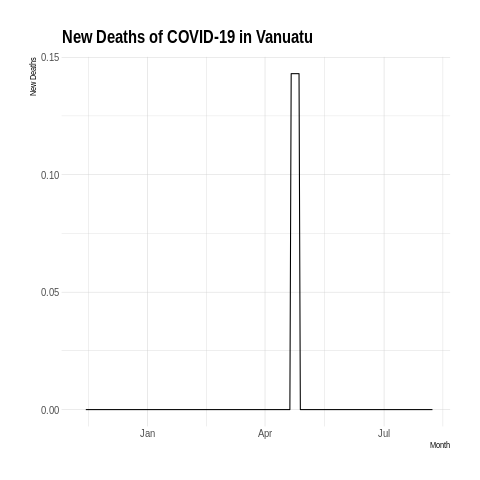 New Deaths of COVID-19 in Vanuatu
New Deaths
0.15
0.10
0.05
0.00
Jan Apr Jul
Month